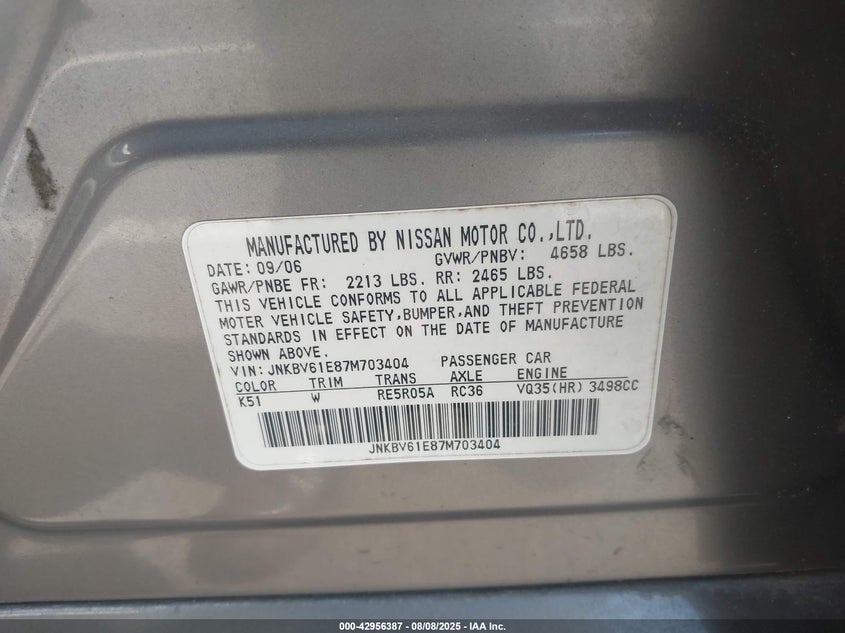 MANUFACTURED BY NISSAN MOTOR CO.,LTD.
DATE: 09/06 GVWR/PNBV: 4658 LBS.
GAWR/PNBE FR: 2213 LBS. RR: 2465 LBS.
THIS VEHICLE CONFORMS TO ALL APPLICABLE FEDERAL
MOTOR VEHICLE SAFETY,BUMPER,AND THEFT PREVENTION
STANDARDS IN EFFECT ON THE DATE OF MANUFACTURE
SHOWN ABOVE.
VIN: JNKBV61E87M703404 PASSENGER CAR
COLOR TRIM TRANS AXLE ENGINE
K51 W RE5R05A RC36 VQ35(HR) 3498CC
JNKBV61E87M703404
000-42956387 - 08/08/2025 - IAA Inc.